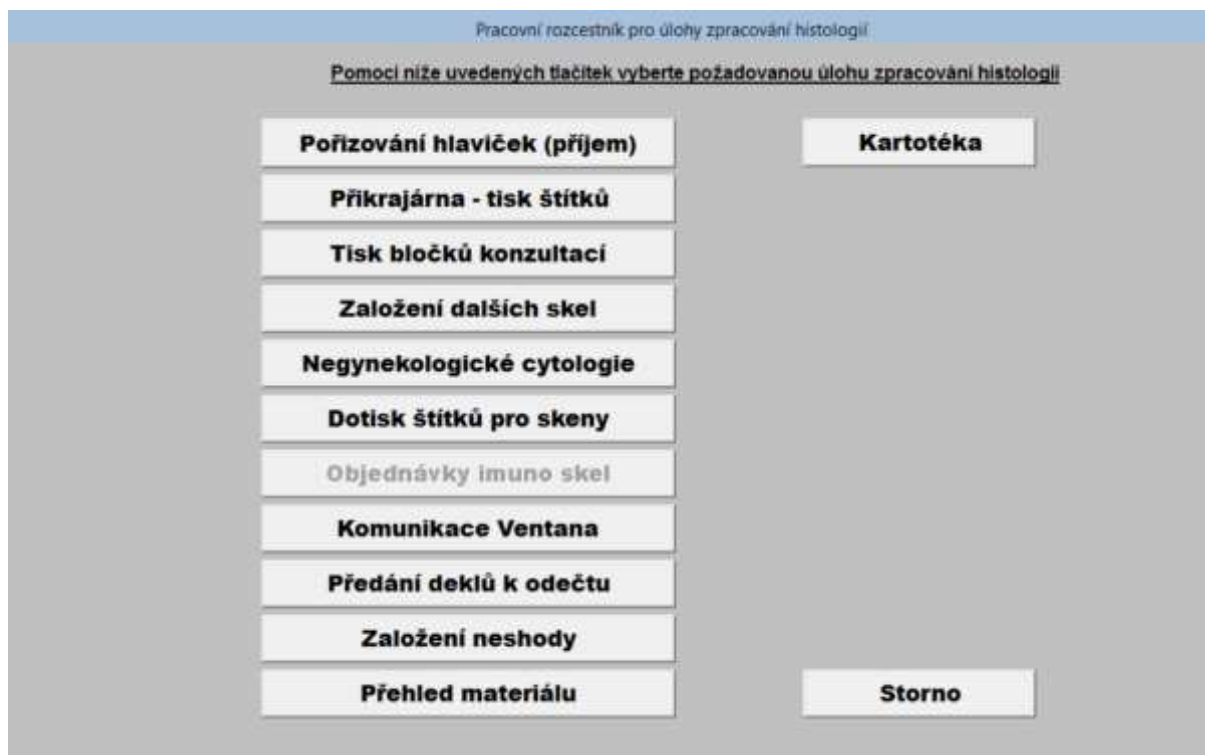 Pracovní rozcestník pro úlohy zpracování histologií
Pomocí níže uvedených tlačítek vyberte požadovanou úlohu zpracování histologií
Pořizování hlaviček (příjem)
Kartotéka
Přikrajárna - tisk štítků
Tisk bločků konzultací
Založení dalších skel
Negynekologické cytologie
Dotisk štítků pro skeny
Objednávky imuno skel
Komunikace Ventana
Předání deklů k odečtu
Založení neshody
Přehled materiálu
Storno